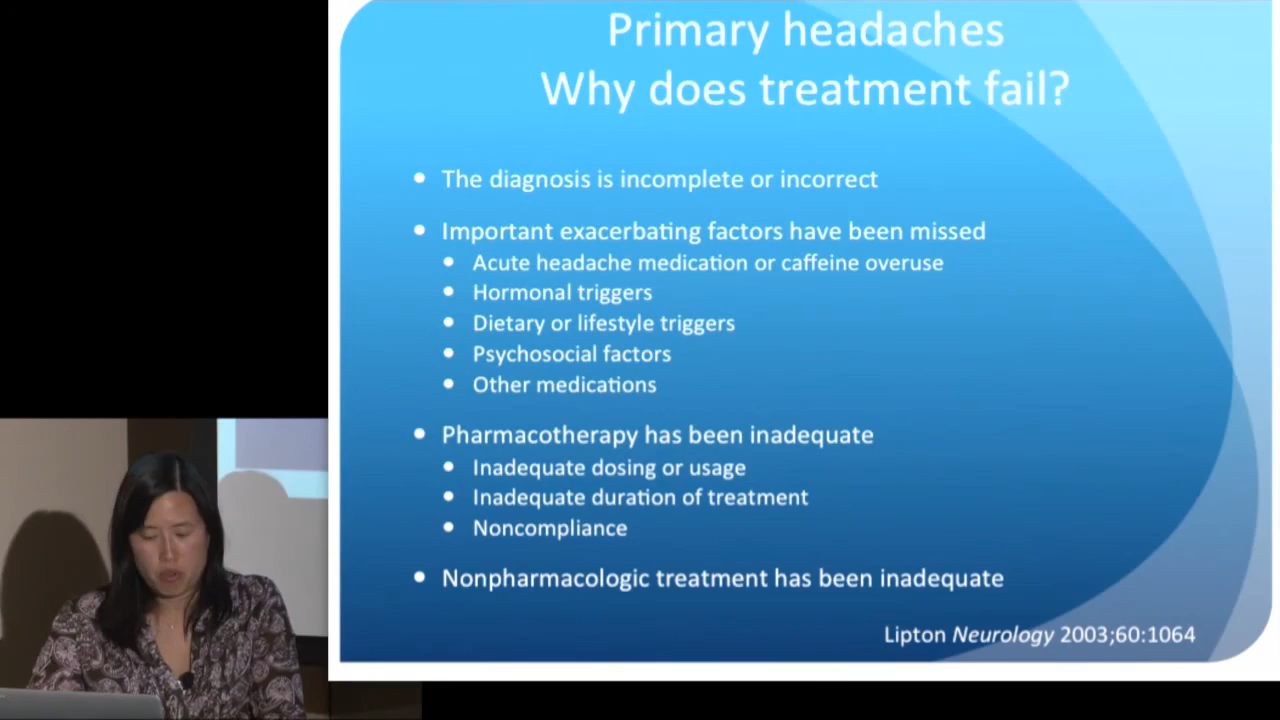 Primary headaches
Why does treatment fail?
• The diagnosis is incomplete or incorrect
• Important exacerbating factors have been missed
• Acute headache medication or caffeine overuse
• Hormonal triggers
• Dietary or lifestyle triggers
• Psychosocial factors
• Other medications
• Pharmacotherapy has been inadequate
• Inadequate dosing or usage
• Inadequate duration of treatment
• Noncompliance
• Nonpharmacologic treatment has been inadequate
Lipton Neurology 2003;60:1064